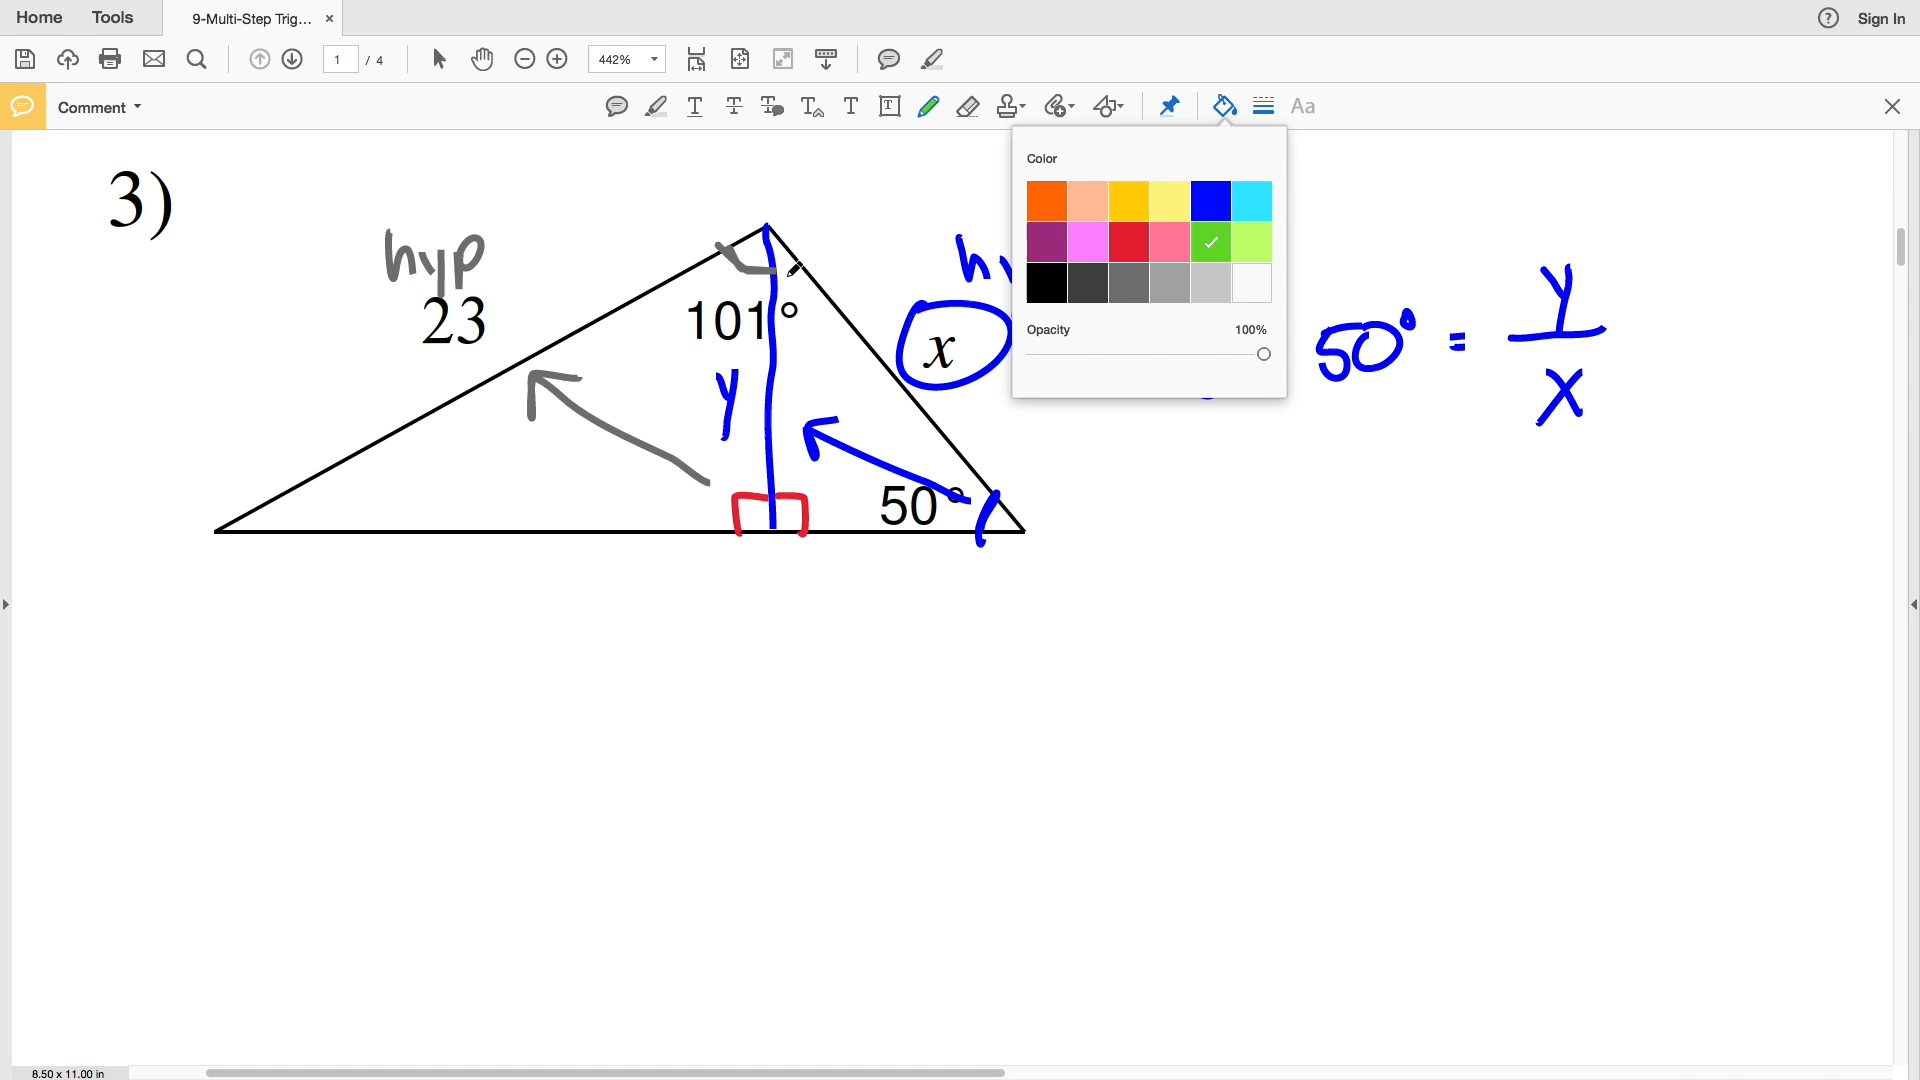 Home Tools 9-Multi-Step Trig... × ? Sign In
1 / 4 442%
Comment Aa
Color
Opacity 100%
3)
hyp
23
101°
x
y
50°
50° = y
x
8.50 x 11.00 in